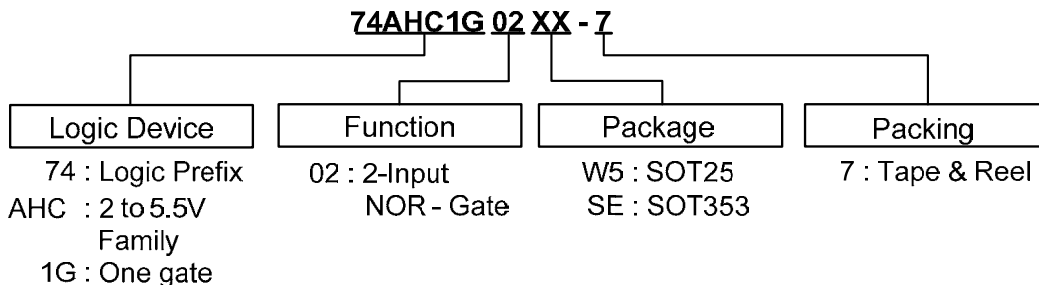 74AHC1G 02 XX - 7
Logic Device
Function
Package
Packing
74 : Logic Prefix
AHC : 2 to 5.5V
Family
1G : One gate
02 : 2-Input
NOR - Gate
W5 : SOT25
SE : SOT353
7 : Tape & Reel